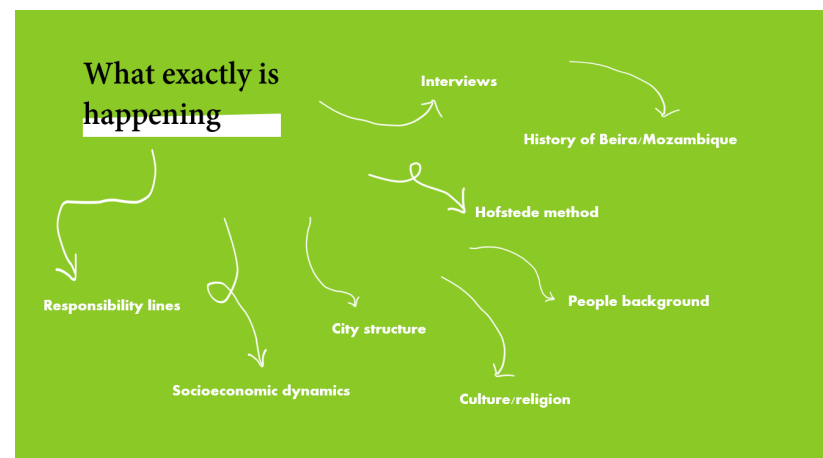 What exactly is
happening
Interviews
History of Beira/Mozambique
Hofstede method
People background
Responsibility lines
City structure
Socioeconomic dynamics
Culture/religion